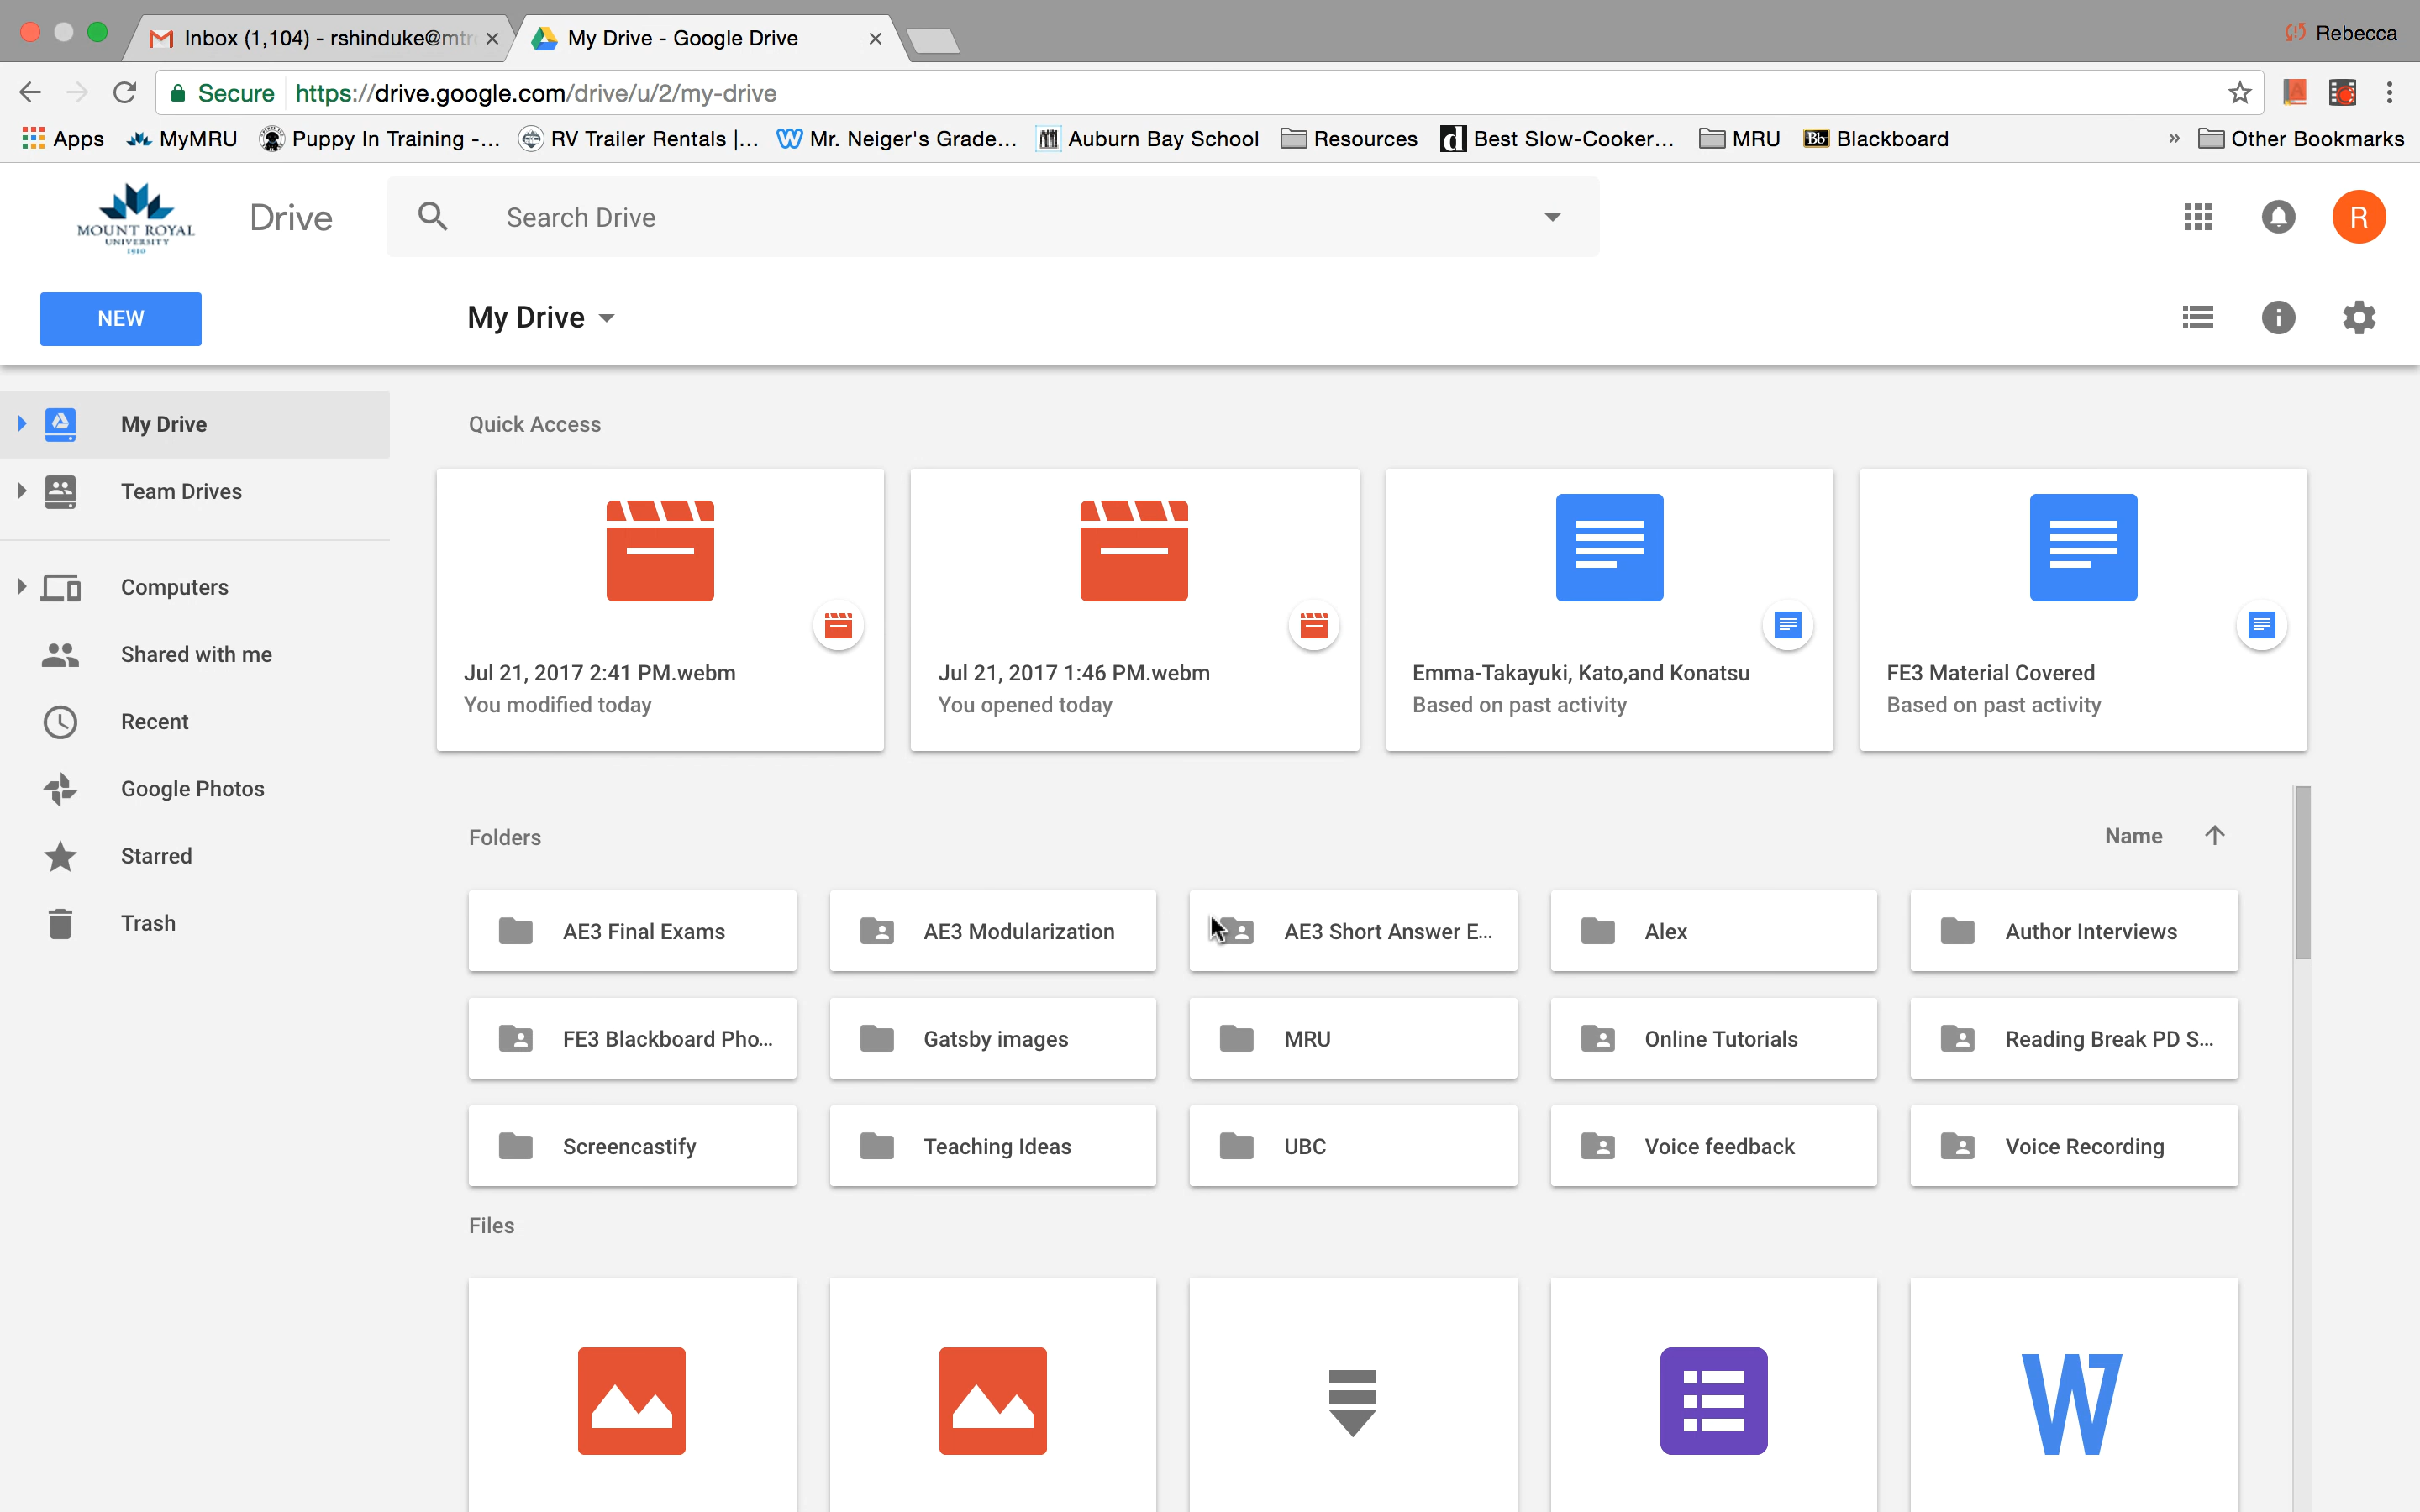 Inbox (1,104) - rshinduke@mtr
My Drive - Google Drive
Rebecca
Secure https://drive.google.com/drive/u/2/my-drive
Apps MyMRU Puppy In Training -... RV Trailer Rentals |... Mr. Neiger's Grade... Auburn Bay School Resources Best Slow-Cooker... MRU Blackboard » Other Bookmarks
MOUNT ROYAL
UNIVERSITY
1910
Drive
Search Drive
R
NEW
My Drive
My Drive
Team Drives
Computers
Shared with me
Recent
Google Photos
Starred
Trash
Quick Access
Jul 21, 2017 2:41 PM.webm
You modified today
Jul 21, 2017 1:46 PM.webm
You opened today
Emma-Takayuki, Kato,and Konatsu
Based on past activity
FE3 Material Covered
Based on past activity
Folders
Name
AE3 Final Exams
AE3 Modularization
AE3 Short Answer E...
Alex
Author Interviews
FE3 Blackboard Pho...
Gatsby images
MRU
Online Tutorials
Reading Break PD S...
Screencastify
Teaching Ideas
UBC
Voice feedback
Voice Recording
Files
W